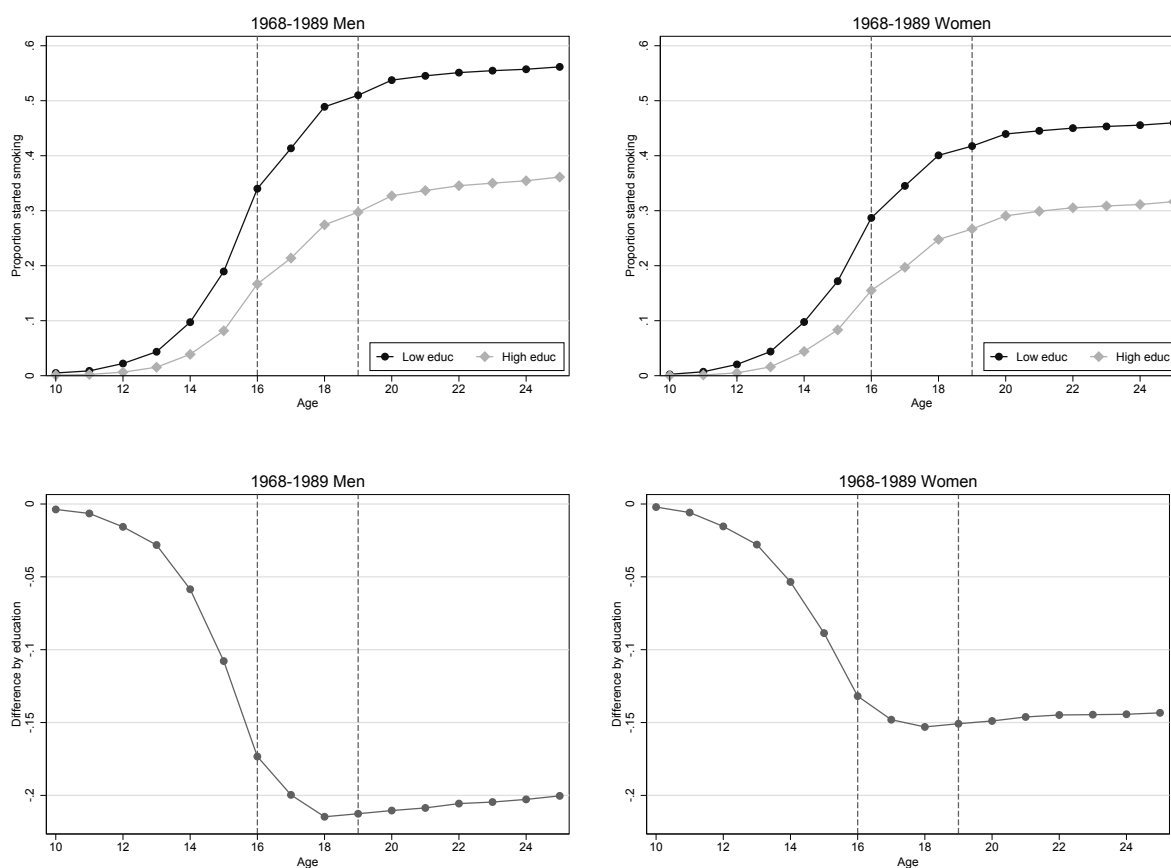 1968-1989 Men
Proportion started smoking
0 .1 .2 .3 .4 .5 .6
10 12 14 16 18 20 22 24
Age
Low educ High educ
1968-1989 Women
Proportion started smoking
0 .1 .2 .3 .4 .5 .6
10 12 14 16 18 20 22 24
Age
Low educ High educ
1968-1989 Men
Difference by education
-.2 -.15 -.1 -.05 0
10 12 14 16 18 20 22 24
Age
1968-1989 Women
Difference by education
-.2 -.15 -.1 -.05 0
10 12 14 16 18 20 22 24
Age